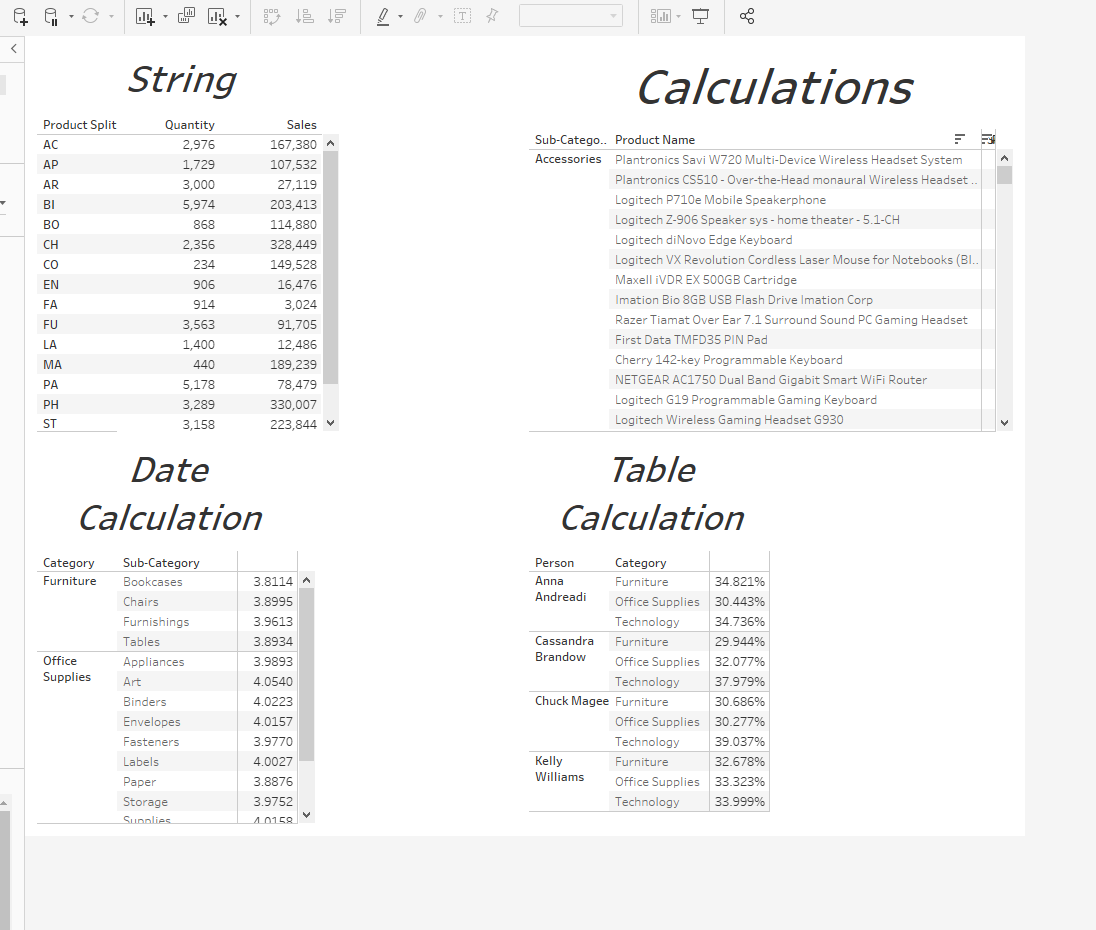 String
Product Split Quantity Sales
AC 2,976 167,380
AP 1,729 107,532
AR 3,000 27,119
BI 5,974 203,413
BO 868 114,880
CH 2,356 328,449
CO 234 149,528
EN 906 16,476
FA 914 3,024
FU 3,563 91,705
LA 1,400 12,486
MA 440 189,239
PA 5,178 78,479
PH 3,289 330,007
ST 3,158 223,844
Calculations
Sub-Catego.. Product Name
Accessories Plantronics Savi W720 Multi-Device Wireless Headset System
Plantronics CS510 - Over-the-Head monaural Wireless Headset ..
Logitech P710e Mobile Speakerphone
Logitech Z-906 Speaker sys - home theater - 5.1-CH
Logitech diNovo Edge Keyboard
Logitech VX Revolution Cordless Laser Mouse for Notebooks (Bl..
Maxell iVDR EX 500GB Cartridge
Imation Bio 8GB USB Flash Drive Imation Corp
Razer Tiamat Over Ear 7.1 Surround Sound PC Gaming Headset
First Data TMFD35 PIN Pad
Cherry 142-key Programmable Keyboard
NETGEAR AC1750 Dual Band Gigabit Smart WiFi Router
Logitech G19 Programmable Gaming Keyboard
Logitech Wireless Gaming Headset G930
Date
Calculation
Category Sub-Category
Furniture Bookcases 3.8114
Chairs 3.8995
Furnishings 3.9613
Tables 3.8934
Office Supplies Appliances 3.9893
Art 4.0540
Binders 4.0223
Envelopes 4.0157
Fasteners 3.9770
Labels 4.0027
Paper 3.8876
Storage 3.9752
Supplies 4.0158
Table
Calculation
Person Category
Anna Andreadi Furniture 34.821%
Office Supplies 30.443%
Technology 34.736%
Cassandra Brandow Furniture 29.944%
Office Supplies 32.077%
Technology 37.979%
Chuck Magee Furniture 30.686%
Office Supplies 30.277%
Technology 39.037%
Kelly Williams Furniture 32.678%
Office Supplies 33.323%
Technology 33.999%